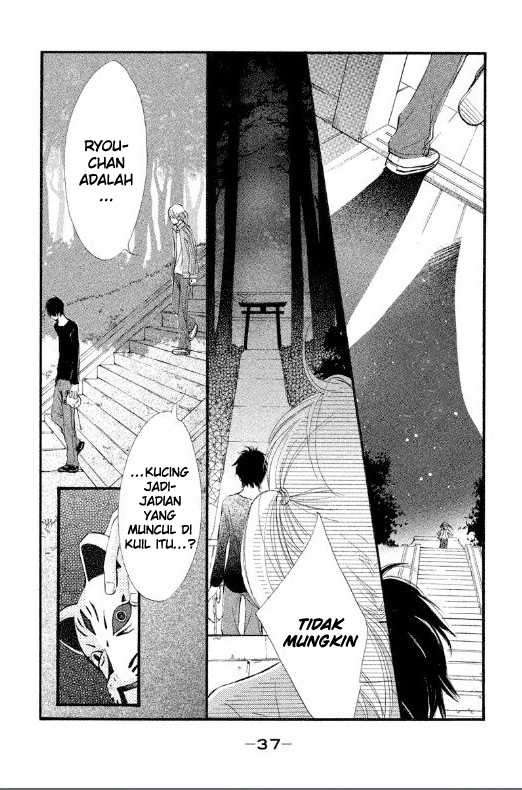 RYOU-
CHAN
ADALAH
...
...KUCING
JADI-
JADIAN
YANG
MUNCUL DI
KUIL ITU...?
TIDAK
MUNGKIN
-37-